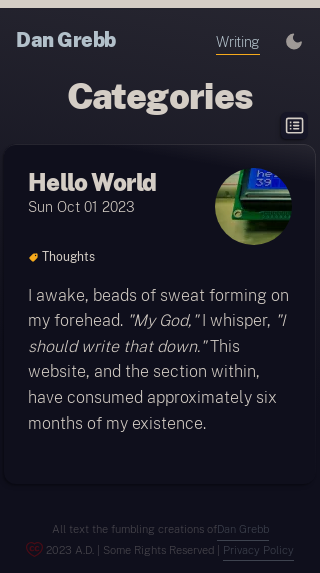 Dan Grebb
Writing
Categories
Hello World
Sun Oct 01 2023
he
39
Thoughts
I awake, beads of sweat forming on
my forehead. "My God," I whisper, "I
should write that down." This
website, and the section within,
have consumed approximately six
months of my existence.
All text the fumbling creations ofDan Grebb
2023 A.D. | Some Rights Reserved | Privacy Policy